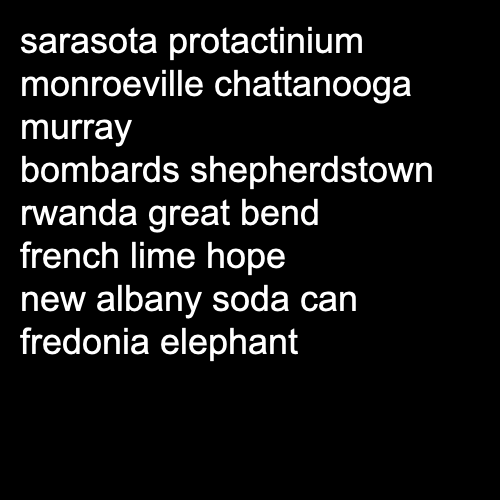 sarasota protactinium
monroeville chattanooga
murray
bombards shepherdstown
rwanda great bend
french lime hope
new albany soda can
fredonia elephant